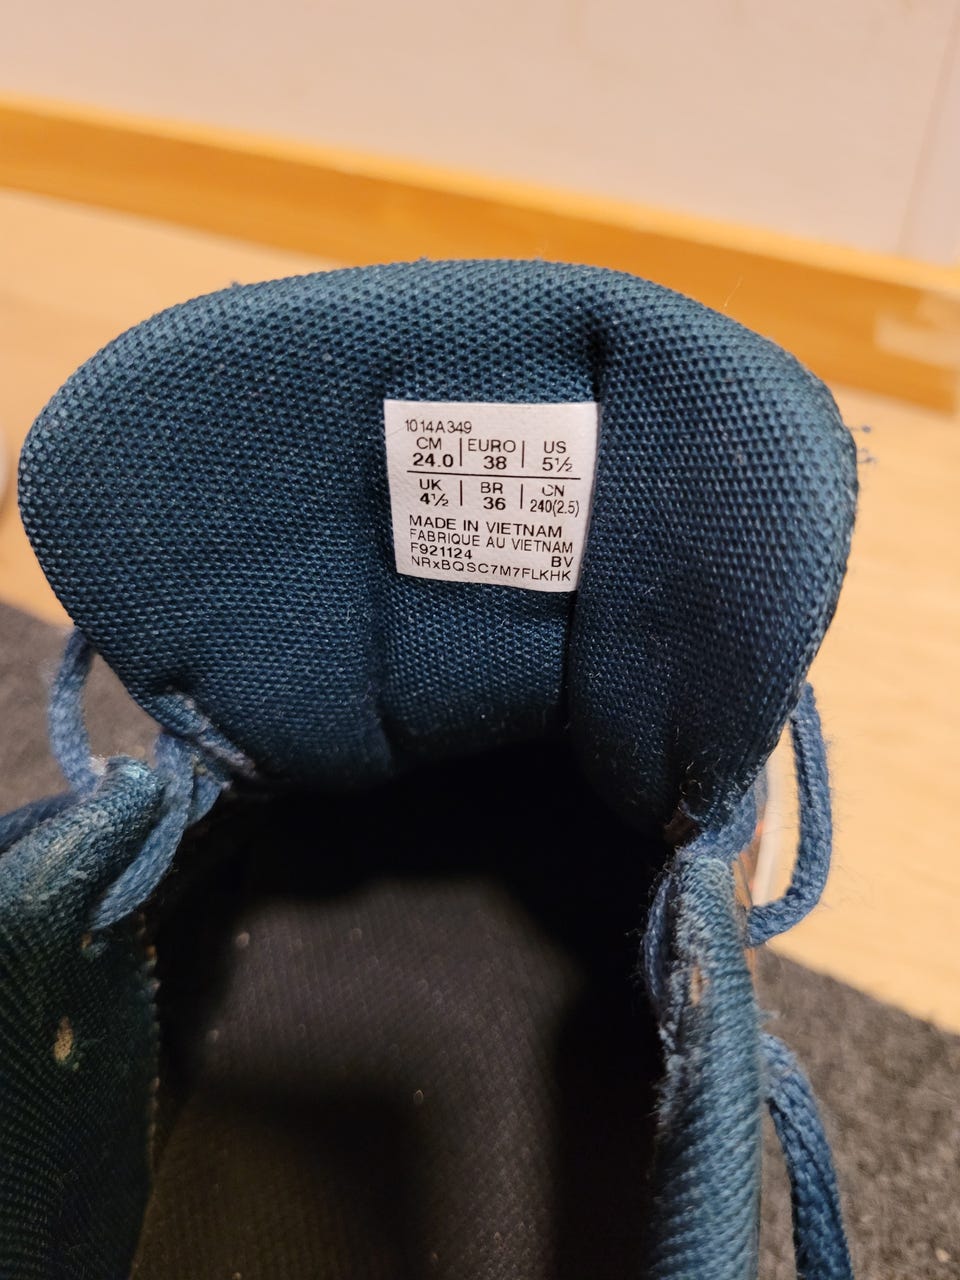 1014A349
CM | EURO | US
24.0 | 38 | 5½
UK | BR | CN
4½ | 36 | 240(2.5)
MADE IN VIETNAM
FABRIQUE AU VIETNAM
F921124 BV
NRxBQSC7M7FLKHK